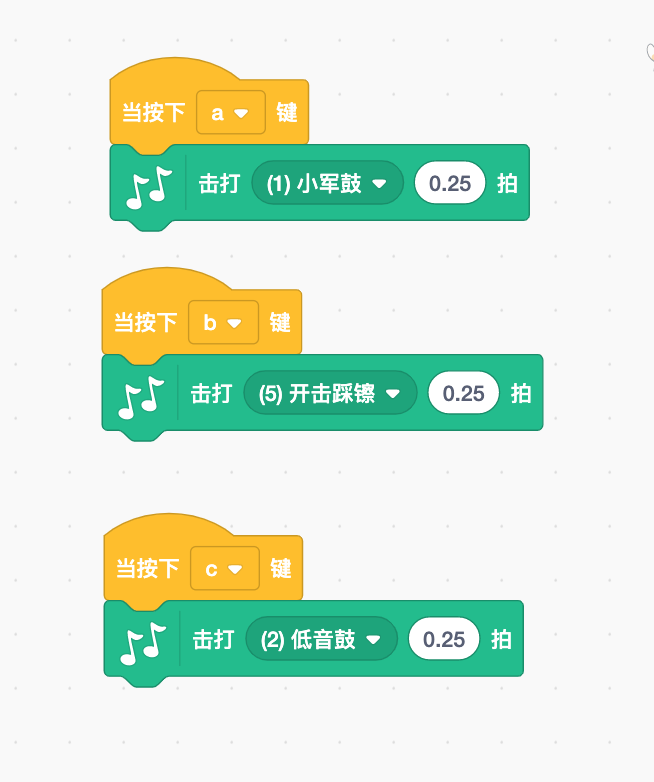 当按下 a 键
击打 (1) 小军鼓 0.25 拍
当按下 b 键
击打 (5) 开击踩镲 0.25 拍
当按下 c 键
击打 (2) 低音鼓 0.25 拍